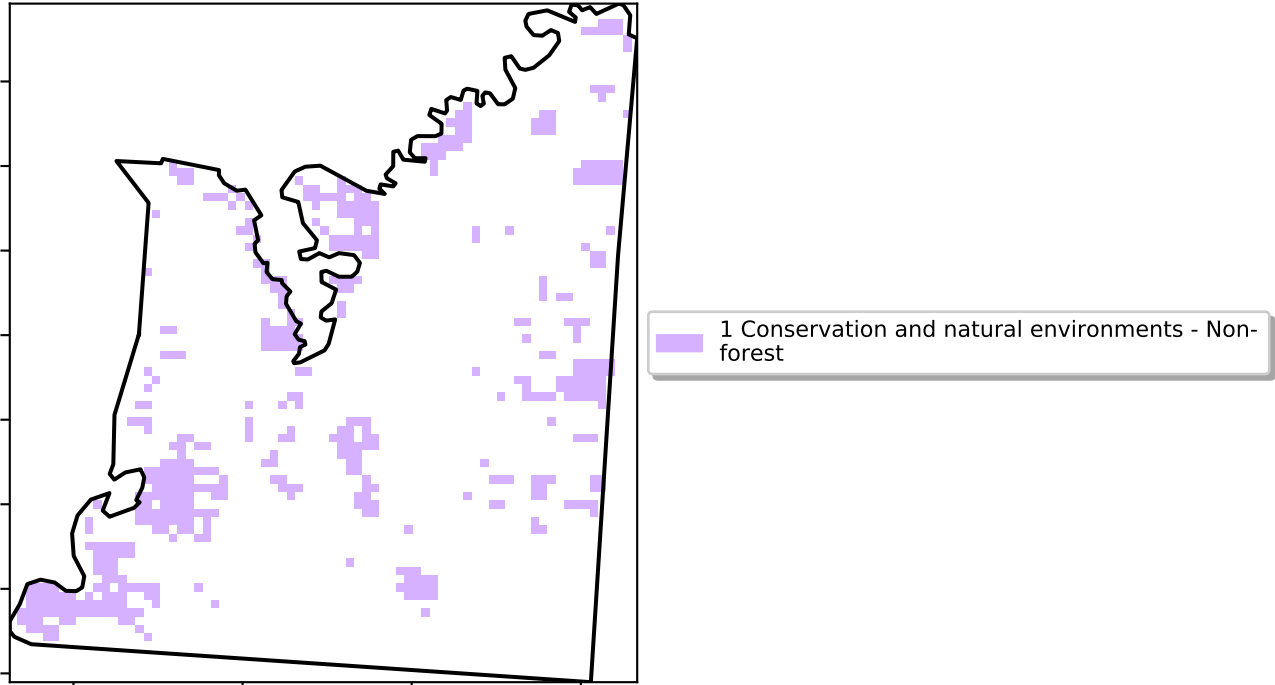 1 Conservation and natural environments - Non-
forest